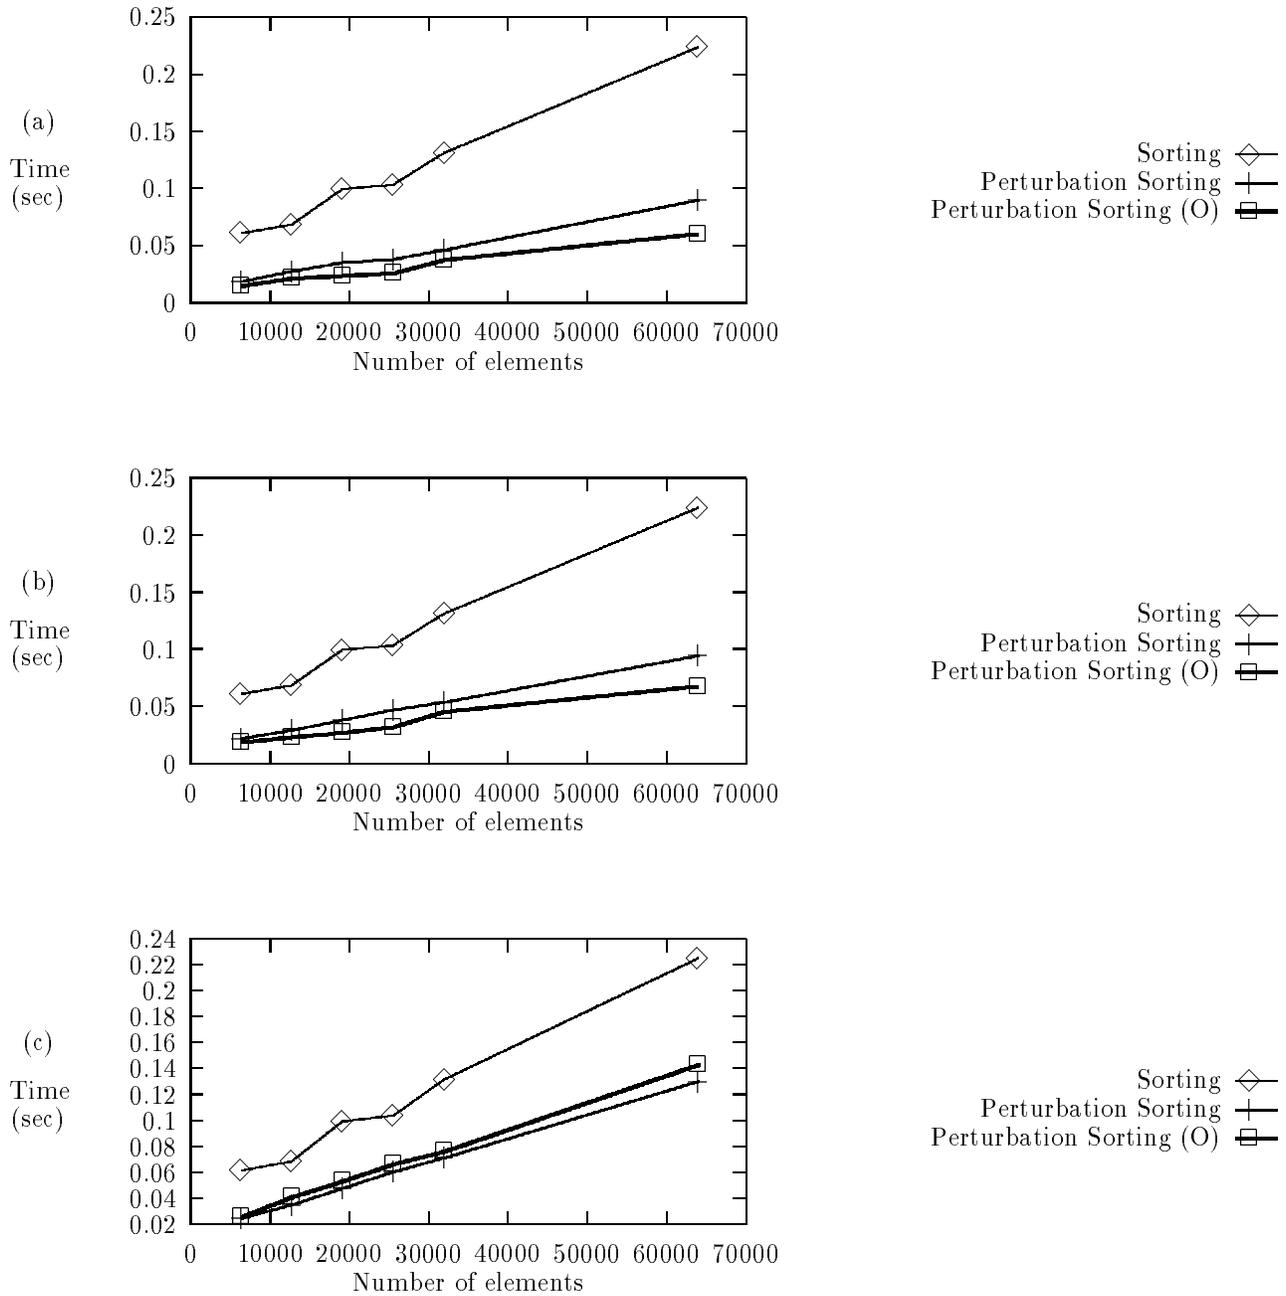 0.25
0.2
(a)
0.15
Time
(sec)
0.1
0.05
0
0 10000 20000 30000 40000 50000 60000 70000
Number of elements
Sorting
Perturbation Sorting
Perturbation Sorting (O)
0.25
0.2
(b)
0.15
Time
(sec)
0.1
0.05
0
0 10000 20000 30000 40000 50000 60000 70000
Number of elements
Sorting
Perturbation Sorting
Perturbation Sorting (O)
0.24
0.22
0.2
0.18
(c)
0.16
0.14
Time
(sec)
0.12
0.1
0.08
0.06
0.04
0.02
0 10000 20000 30000 40000 50000 60000 70000
Number of elements
Sorting
Perturbation Sorting
Perturbation Sorting (O)